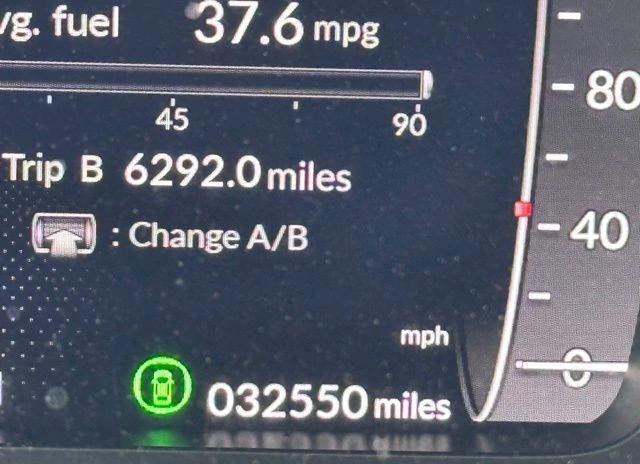 vg. fuel 37.6 mpg
45 90
Trip B 6292.0 miles
: Change A/B
mph
032550 miles
80
40
0